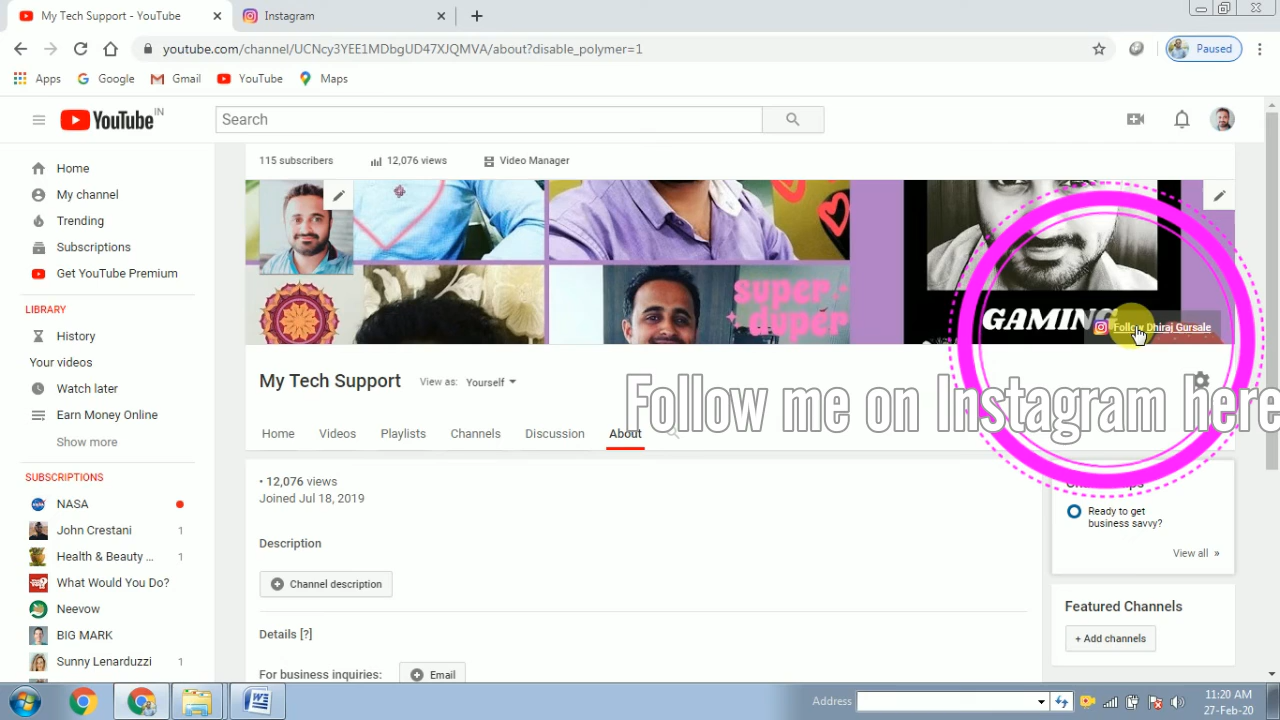 My Tech Support - YouTube
Instagram
youtube.com/channel/UCNcy3YEE1MDbgUD47XJQMVA/about?disable_polymer=1
Paused
Apps
Google
Gmail
YouTube
Maps
YouTube IN
Search
Home
My channel
Trending
Subscriptions
Get YouTube Premium
LIBRARY
History
Your videos
Watch later
Earn Money Online
Show more
SUBSCRIPTIONS
NASA
John Crestani 1
Health & Beauty ... 1
What Would You Do?
Neevow
BIG MARK
Sunny Lenarduzzi 1
115 subscribers
12,076 views
Video Manager
super
duper
GAMING
Follow Dhiraj Gursale
My Tech Support
View as: Yourself
Follow me on Instagram here
Home
Videos
Playlists
Channels
Discussion
About
• 12,076 views
Joined Jul 18, 2019
Description
Channel description
Details [?]
For business inquiries:
Email
Ready to get
business savvy?
View all »
Featured Channels
+ Add channels
Address
11:20 AM
27-Feb-20